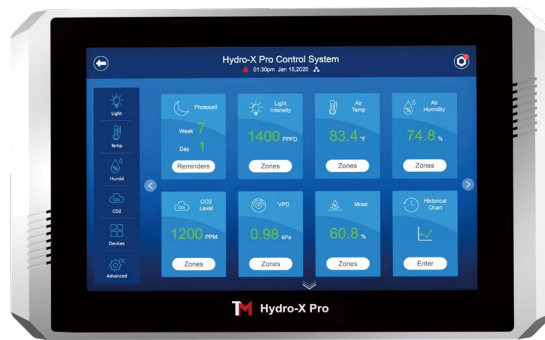 Hydro-X Pro Control System
01:30pm Jan 15,2020
Light
Temp
Humid
CO2
Devices
Advanced
Photocell
Week 7
Day 1
Reminders
Light Intensity
1400 PPFD
Zones
Air Temp
83.4 °F
Zones
Air Humidity
74.8 %
Zones
CO2 Level
1200 PPM
Zones
VPD
0.98 kPa
Zones
Moist
60.8 %
Zones
Historical Chart
Enter
TM Hydro-X Pro